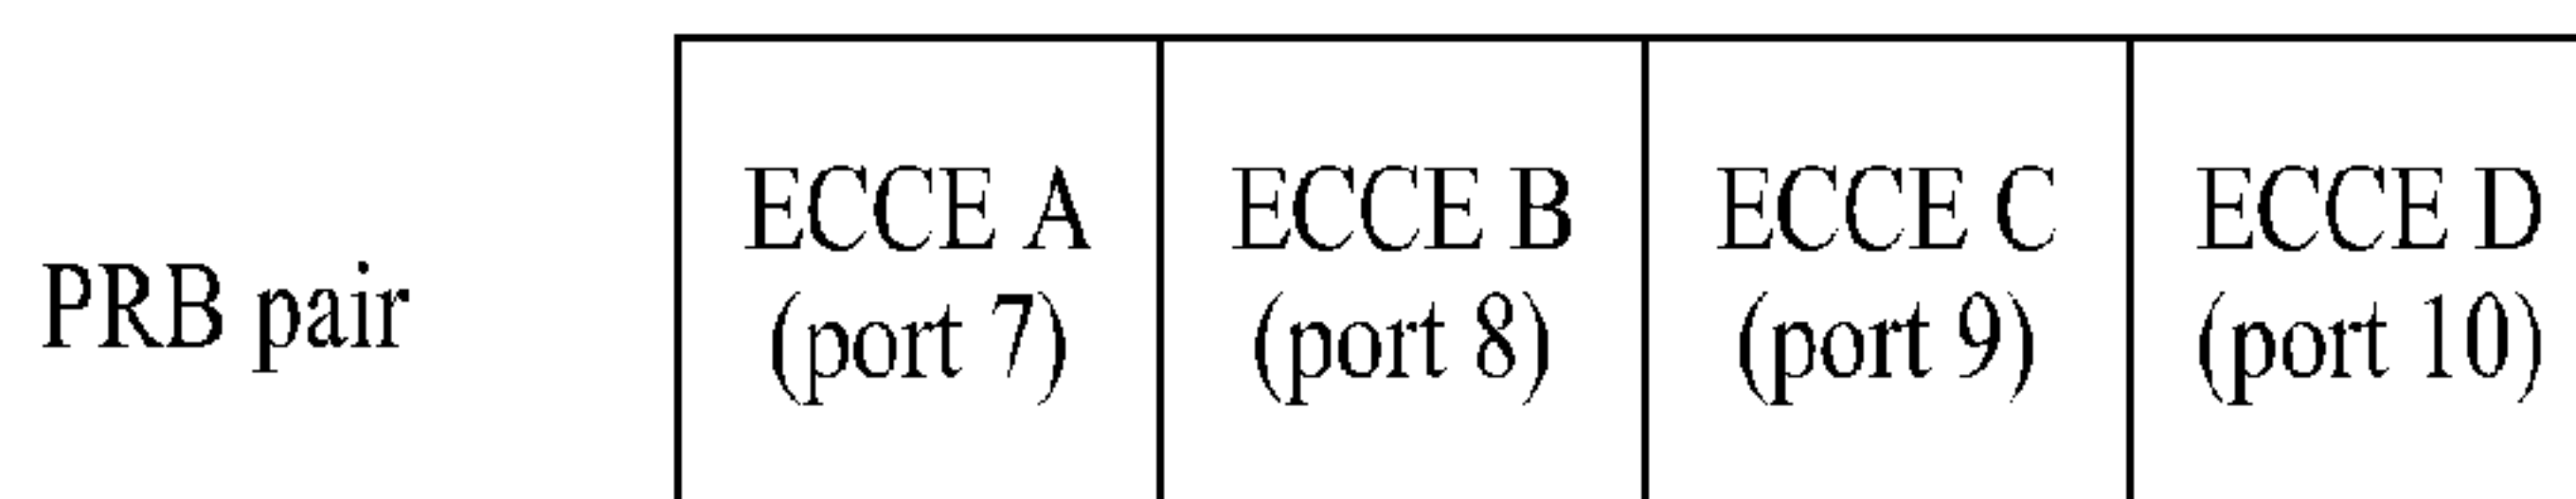 PRB pair
ECCE A
(port 7)
ECCE B
(port 8)
ECCE C
(port 9)
ECCE D
(port 10)